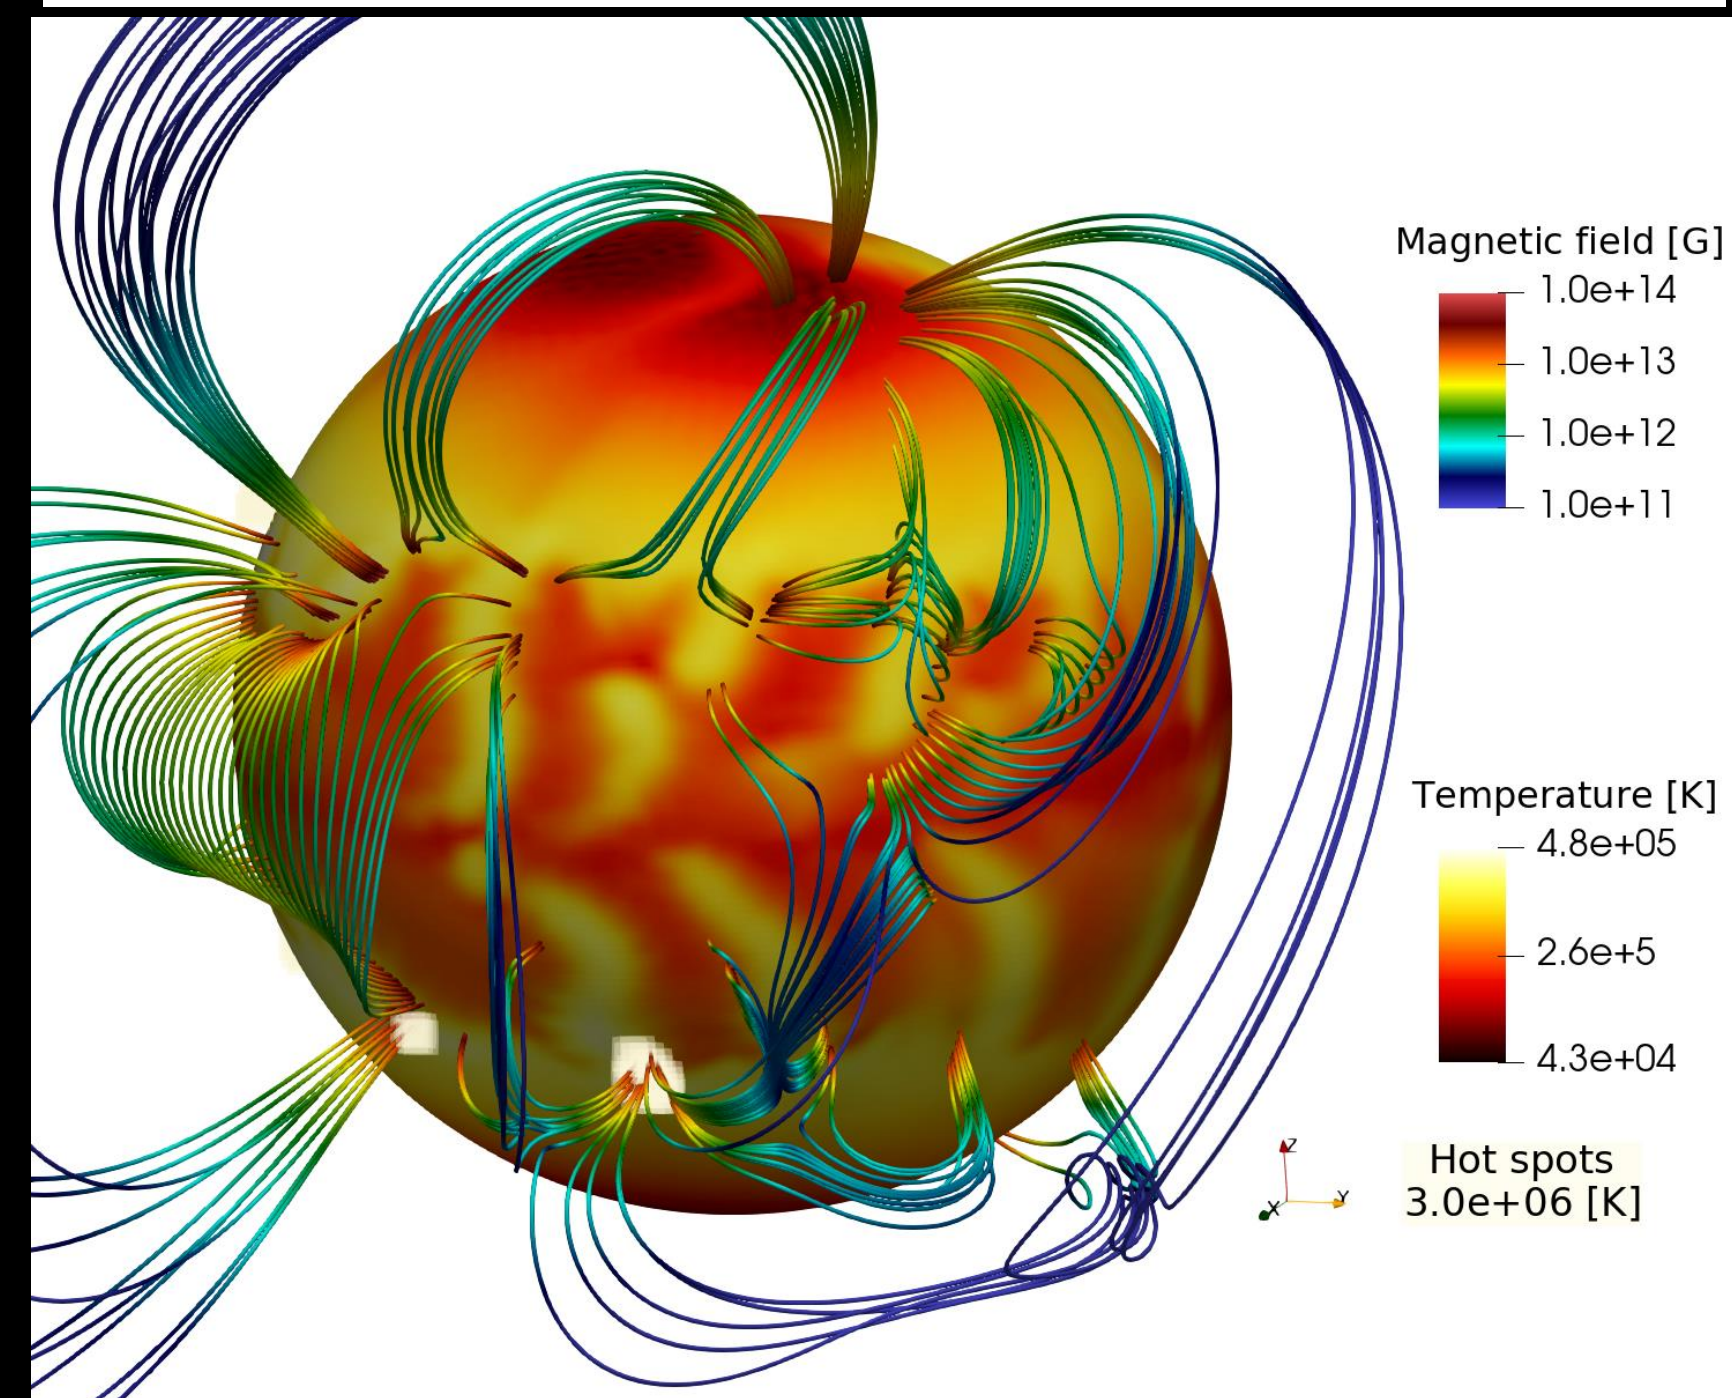 Magnetic field [G]
1.0e+14
1.0e+13
1.0e+12
1.0e+11
Temperature [K]
4.8e+05
2.6e+5
4.3e+04
Z
X
Y
Hot spots
3.0e+06 [K]